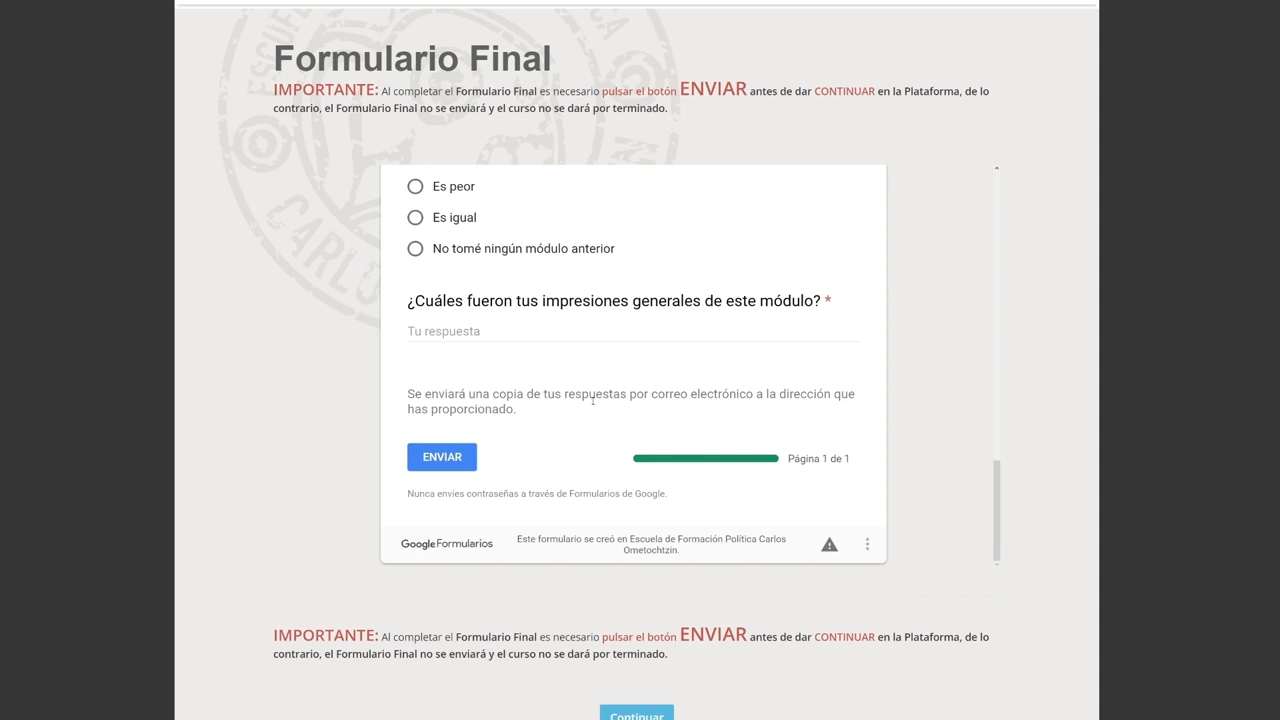 Formulario Final
IMPORTANTE: Al completar el Formulario Final es necesario pulsar el botón ENVIAR antes de dar CONTINUAR en la Plataforma, de lo
contrario, el Formulario Final no se enviará y el curso no se dará por terminado.
Es peor
Es igual
No tomé ningún módulo anterior
¿Cuáles fueron tus impresiones generales de este módulo? *
Tu respuesta
Se enviará una copia de tus respuestas por correo electrónico a la dirección que
has proporcionado.
ENVIAR
Página 1 de 1
Nunca envíes contraseñas a través de Formularios de Google.
Google Formularios
Este formulario se creó en Escuela de Formación Política Carlos
Ometochtzin.
IMPORTANTE: Al completar el Formulario Final es necesario pulsar el botón ENVIAR antes de dar CONTINUAR en la Plataforma, de lo
contrario, el Formulario Final no se enviará y el curso no se dará por terminado.
Continuar